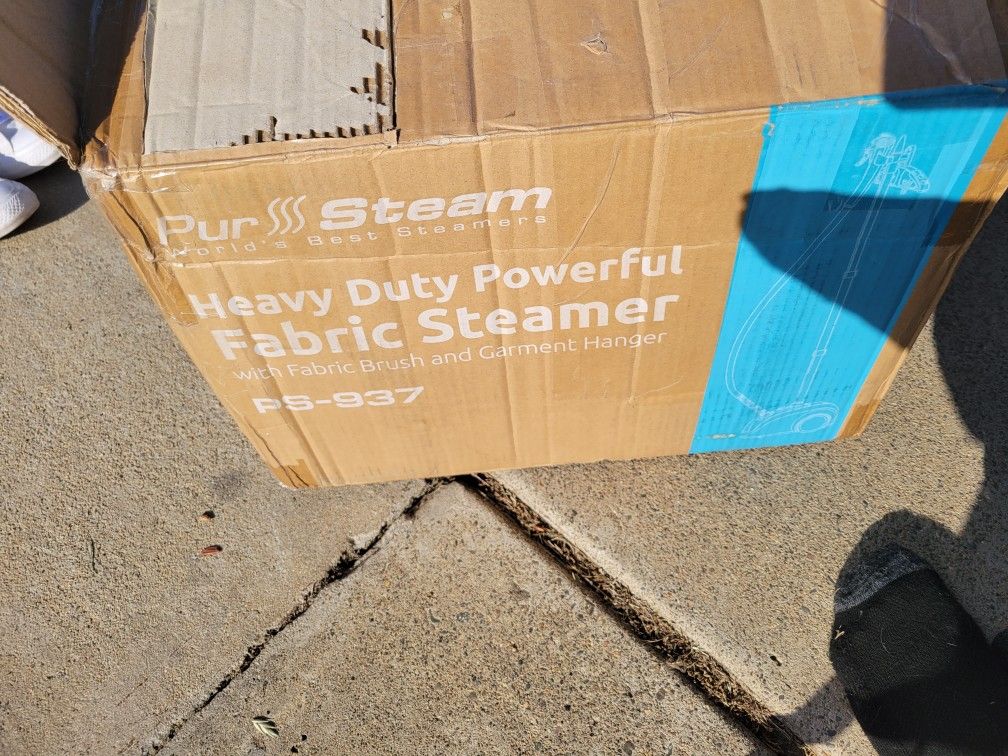 Pur Steam
World's Best Steamers
Heavy Duty Powerful
Fabric Steamer
with Fabric Brush and Garment Hanger
PS-937